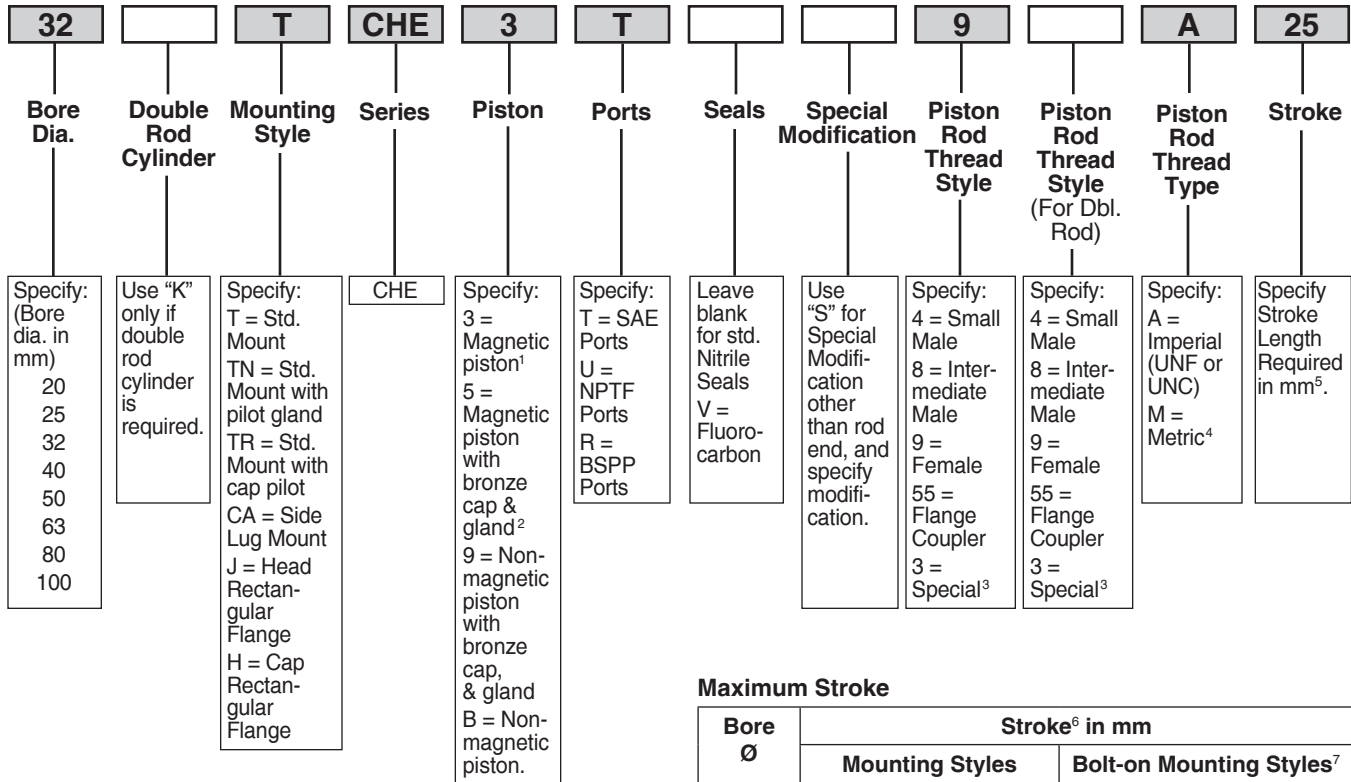 32 T CHE 3 T 9 A 25
Bore
Dia.
Double
Rod
Cylinder
Mounting
Style
Series
Piston
Ports
Seals
Special
Modification
Piston
Rod
Thread
Style
Piston
Rod
Thread
Style
(For Dbl.
Rod)
Piston
Rod
Thread
Type
Stroke
Specify:
(Bore
dia. in
mm)
20
25
32
40
50
63
80
100
Use “K”
only if
double
rod
cylinder
is
required.
Specify:
T = Std.
Mount
TN = Std.
Mount with
pilot gland
TR = Std.
Mount with
cap pilot
CA = Side
Lug Mount
J = Head
Rectan-
gular
Flange
H = Cap
Rectan-
gular
Flange
CHE
Specify:
3 =
Magnetic
piston¹
5 =
Magnetic
piston
with
bronze
cap &
gland²
9 = Non-
magnetic
piston
with
bronze
cap,
& gland
B = Non-
magnetic
piston.
Specify:
T = SAE
Ports
U =
NPTF
Ports
R =
BSPP
Ports
Leave
blank
for std.
Nitrile
Seals
V =
Fluoro-
carbon
Use
“S” for
Special
Modifi-
cation
other
than rod
end, and
specify
modifi-
cation.
Specify:
4 = Small
Male
8 = Inter-
mediate
Male
9 =
Female
55 =
Flange
Coupler
3 =
Special³
Specify:
4 = Small
Male
8 = Inter-
mediate
Male
9 =
Female
55 =
Flange
Coupler
3 =
Special³
Specify:
A =
Imperial
(UNF or
UNC)
M =
Metric⁴
Specify
Stroke
Length
Required
in mm⁵.
Maximum Stroke
Bore
Ø
Stroke⁶ in mm
Mounting Styles
Bolt-on Mounting Styles⁷